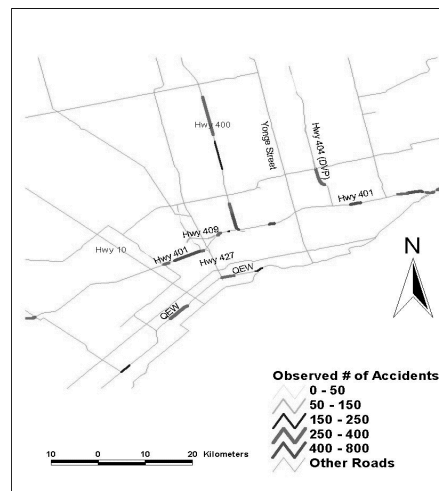 Hwy 400
Yonge Street
Hwy 404 (DVP)
Hwy 401
Hwy 409
Hwy 10
Hwy 401
Hwy 427
QEW
QEW
N
Observed # of Accidents
0 - 50
50 - 150
150 - 250
250 - 400
400 - 800
Other Roads
10 0 10 20 Kilometers